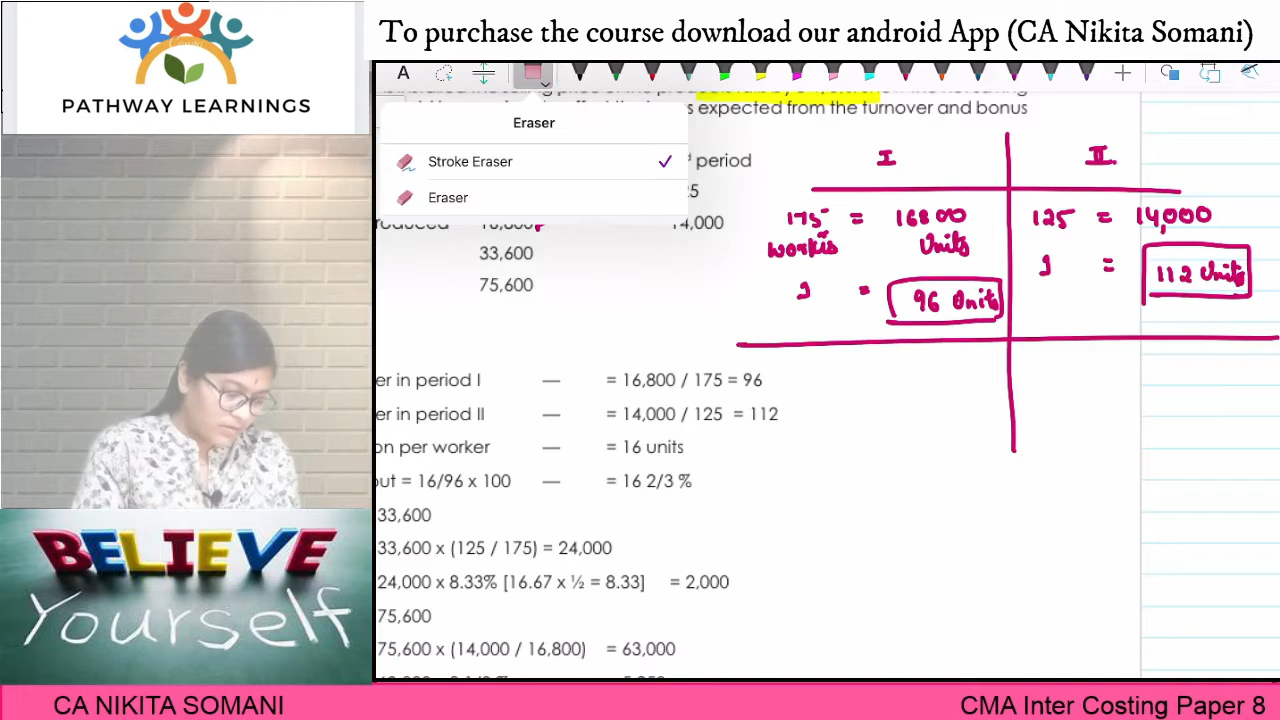 To purchase the course download our android App (CA Nikita Somani)
PATHWAY LEARNINGS
A
expected from the turnover and bonus
Eraser
Stroke Eraser
Eraser
period
14,000
33,600
75,600
I
II
175 = 16800
workers Units
1 = 96 Units
125 = 14,000
1 = 112 Units
er in period I — = 16,800 / 175 = 96
er in period II — = 14,000 / 125 = 112
on per worker — = 16 units
out = 16/96 x 100 — = 16 2/3 %
33,600
33,600 x (125 / 175) = 24,000
24,000 x 8.33% [16.67 x ½ = 8.33] = 2,000
75,600
75,600 x (14,000 / 16,800) = 63,000
BELIEVE
Yourself
CA NIKITA SOMANI
CMA Inter Costing Paper 8